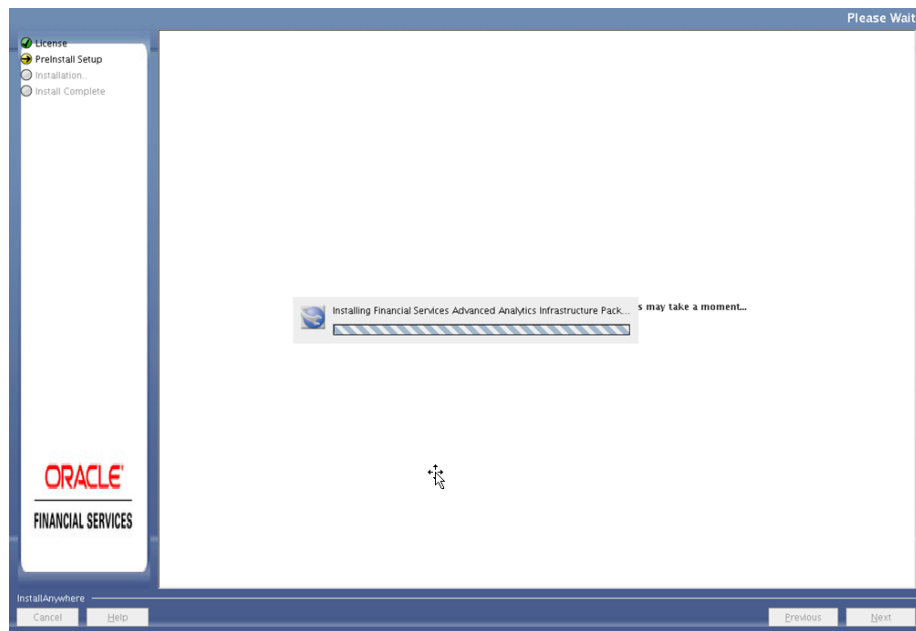 Please Wait
License
PreInstall Setup
Installation..
Install Complete
Installing Financial Services Advanced Analytics Infrastructure Pack...
s may take a moment...
ORACLE'
FINANCIAL SERVICES
InstallAnywhere
Cancel
Help
Previous
Next